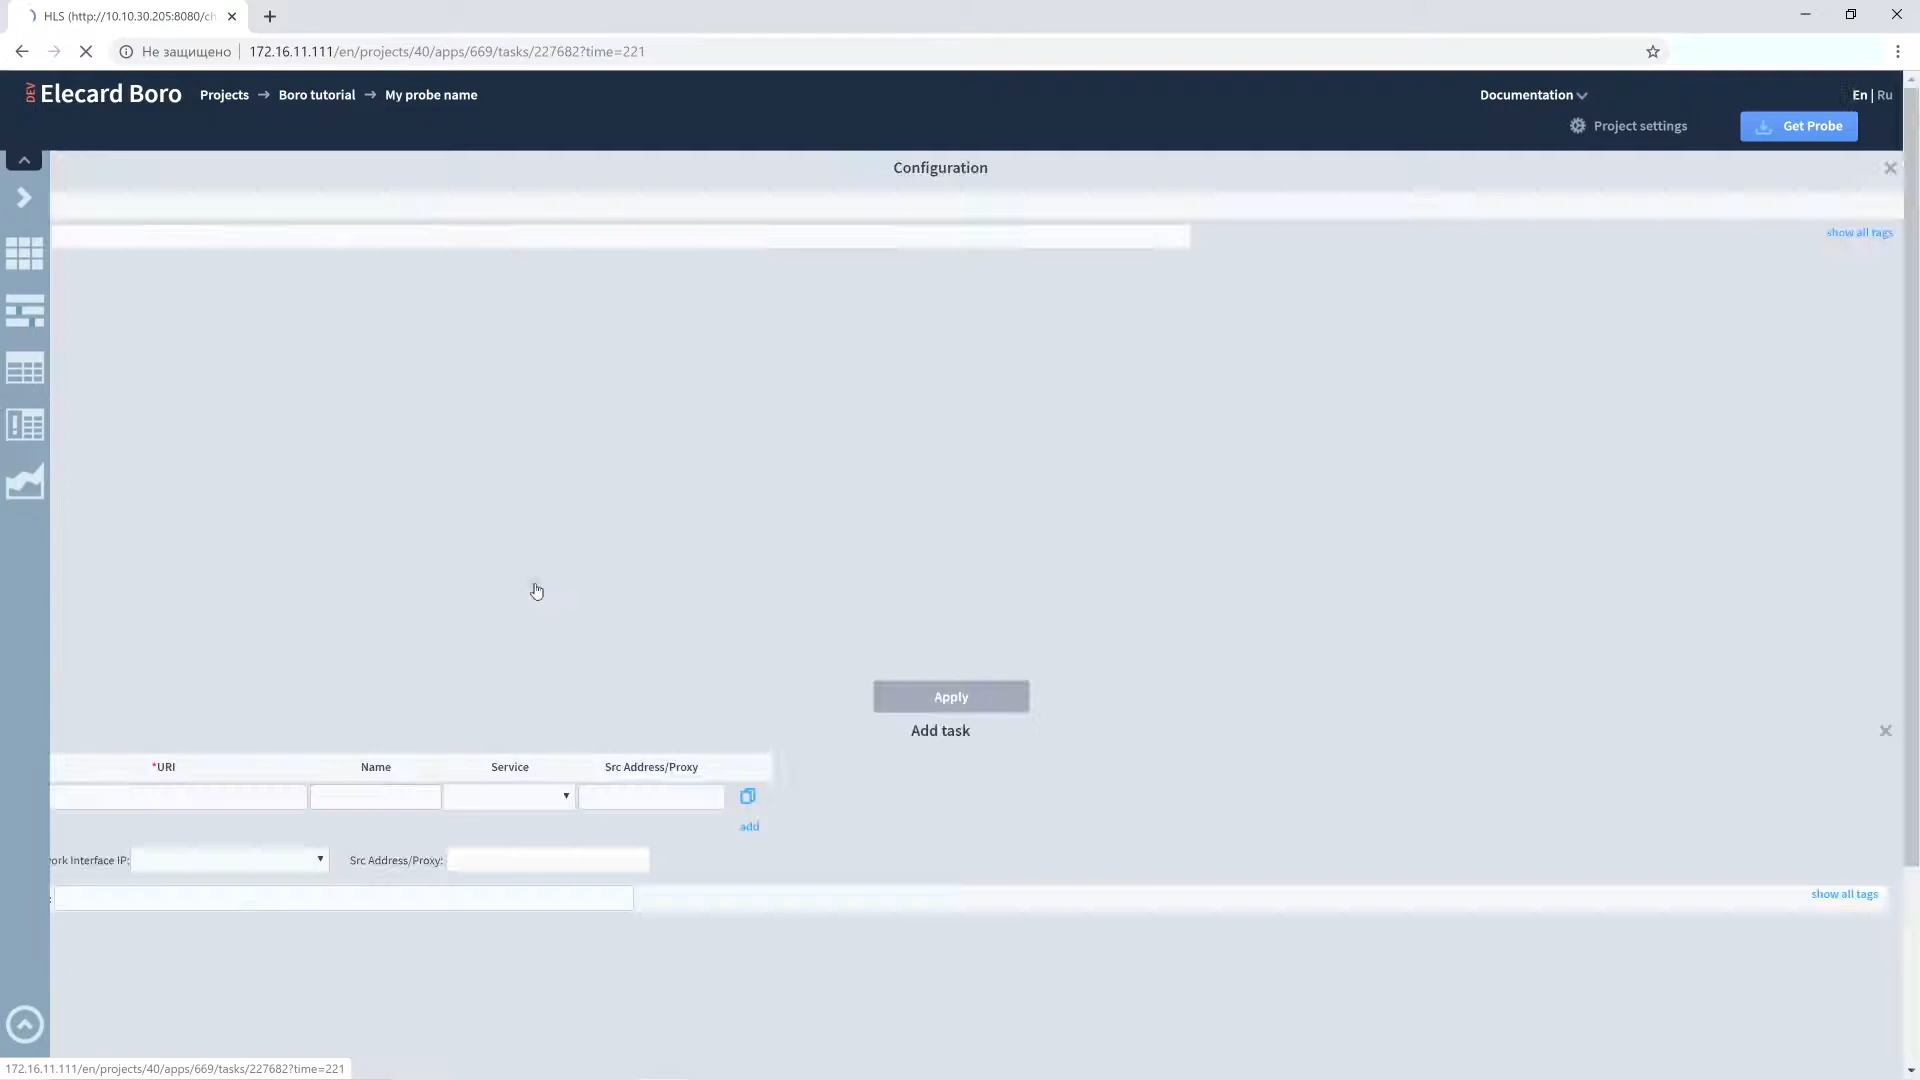 HLS (http://10.10.30.205:8080/ch
Не защищено
172.16.11.111/en/projects/40/apps/669/tasks/227682?time=221
DEV Elecard Boro
Projects → Boro tutorial → My probe name
Documentation
En | Ru
Project settings
Get Probe
Configuration
show all tags
Apply
Add task
*URI Name Service Src Address/Proxy
add
ork Interface IP:
Src Address/Proxy:
:
show all tags
172.16.11.111/en/projects/40/apps/669/tasks/227682?time=221